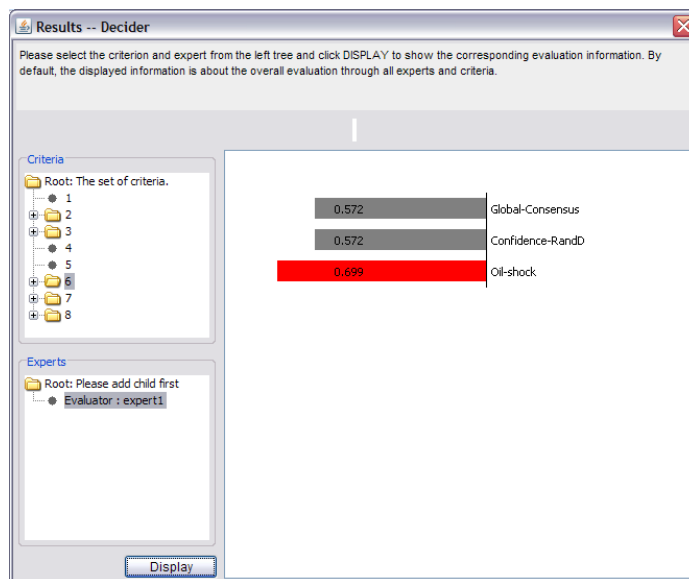 Results -- Decider
Please select the criterion and expert from the left tree and click DISPLAY to show the corresponding evaluation information. By
default, the displayed information is about the overall evaluation through all experts and criteria.
Criteria
Root: The set of criteria.
1
2
3
4
5
6
7
8
Experts
Root: Please add child first
Evaluator : expert1
Display
0.572 Global-Consensus
0.572 Confidence-RandD
0.699 Oil-shock